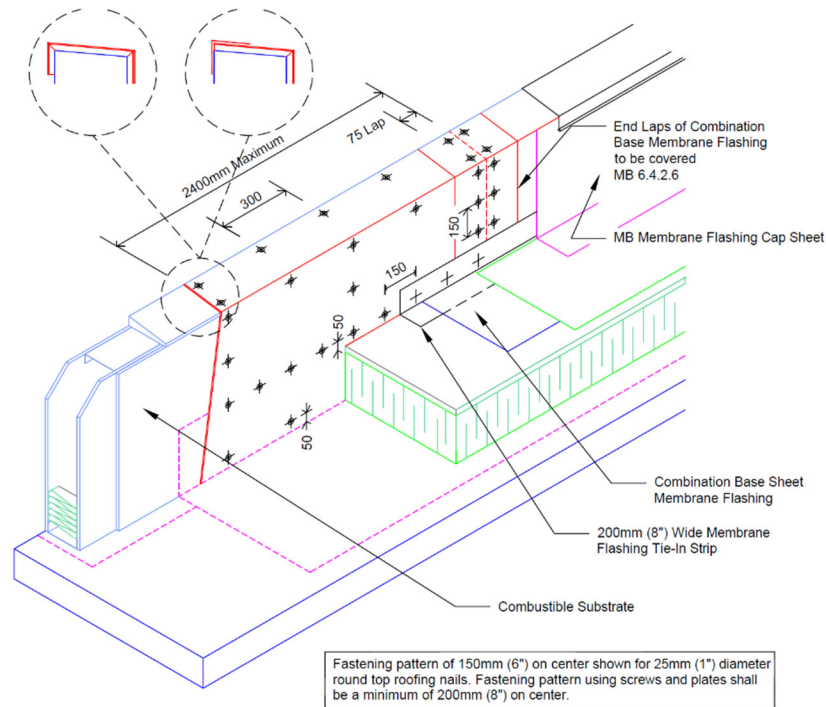 75 Lap
2400mm Maximum
300
End Laps of Combination
Base Membrane Flashing
to be covered
MB 6.4.2.6
150
MB Membrane Flashing Cap Sheet
150
50
50
Combination Base Sheet
Membrane Flashing
200mm (8") Wide Membrane
Flashing Tie-In Strip
Combustible Substrate
Fastening pattern of 150mm (6") on center shown for 25mm (1") diameter
round top roofing nails. Fastening pattern using screws and plates shall
be a minimum of 200mm (8") on center.